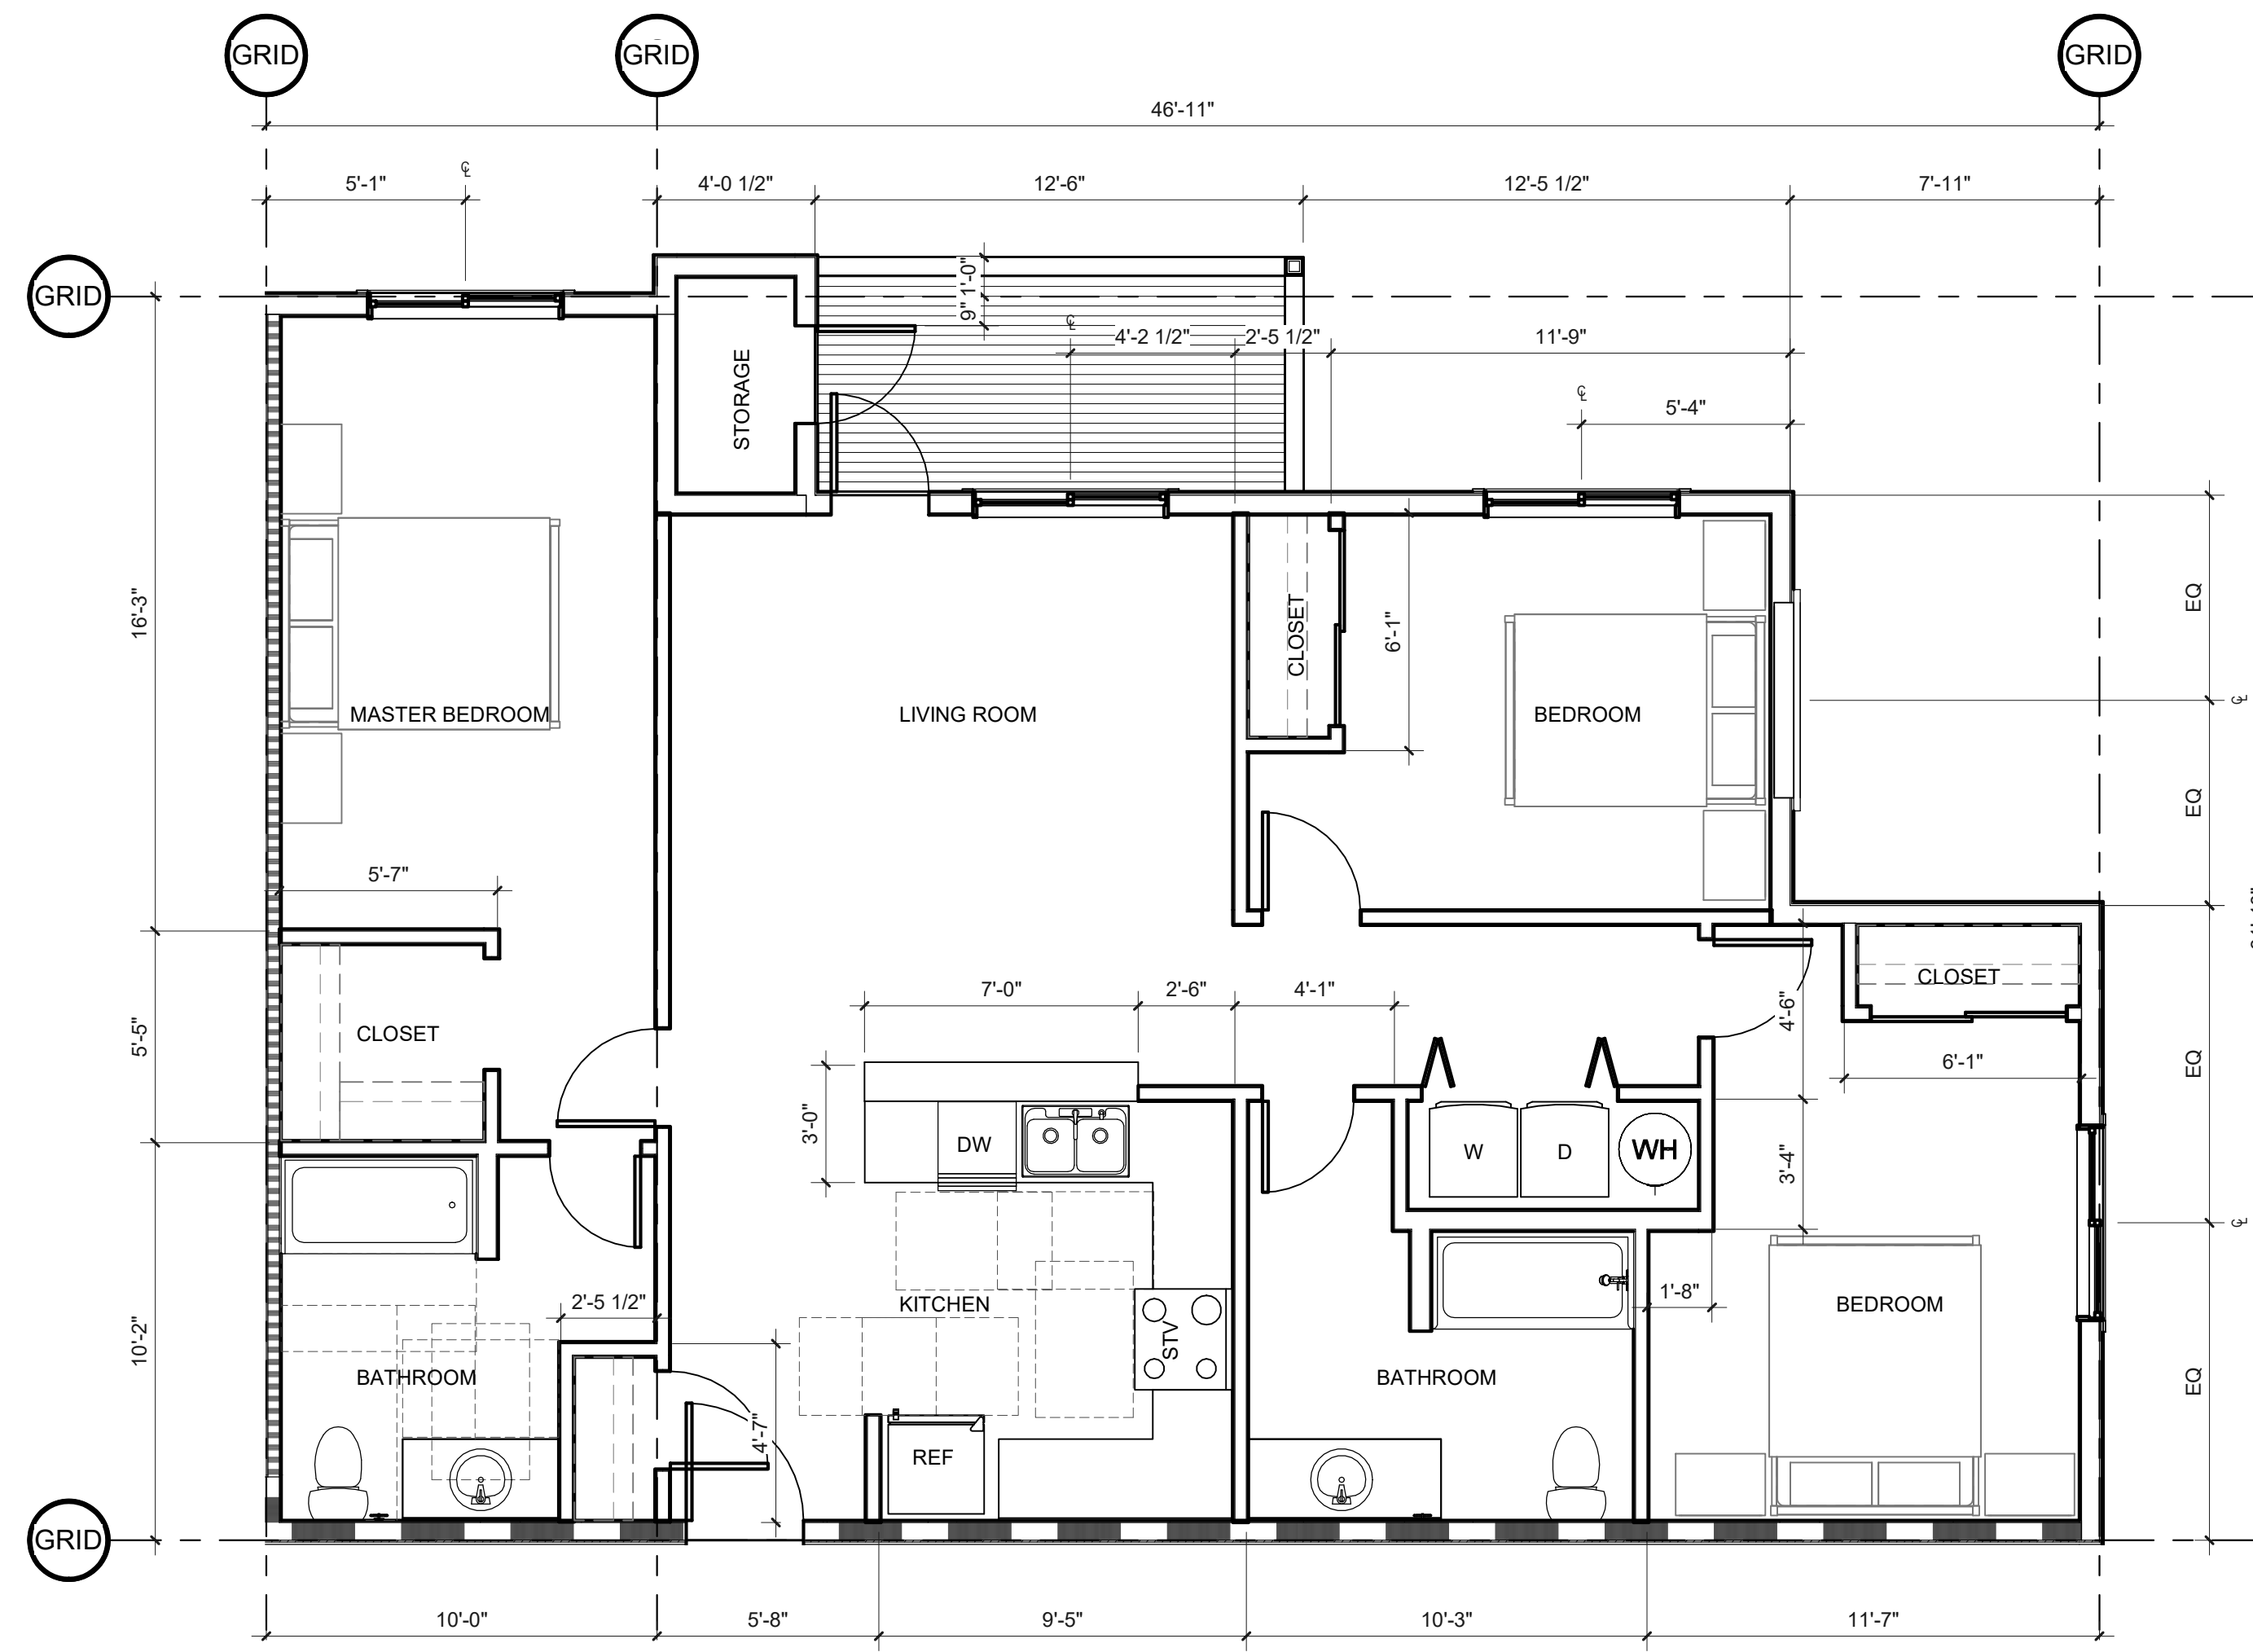 GRID
GRID
GRID
46'-11"
5'-1"
℄
4'-0 1/2"
12'-6"
12'-5 1/2"
7'-11"
GRID
1'-0"
9"
℄
4'-2 1/2"
2'-5 1/2"
11'-9"
℄
5'-4"
STORAGE
16'-3"
CLOSET
6'-1"
EQ
℄
MASTER BEDROOM
LIVING ROOM
BEDROOM
EQ
5'-7"
CLOSET
7'-0"
2'-6"
4'-1"
4'-6"
5'-5"
CLOSET
6'-1"
EQ
3'-0"
DW
W
D
WH
3'-4"
℄
2'-5 1/2"
KITCHEN
STV
1'-8"
BEDROOM
10'-2"
BATHROOM
BATHROOM
EQ
4'-7"
REF
GRID
10'-0"
5'-8"
9'-5"
10'-3"
11'-7"